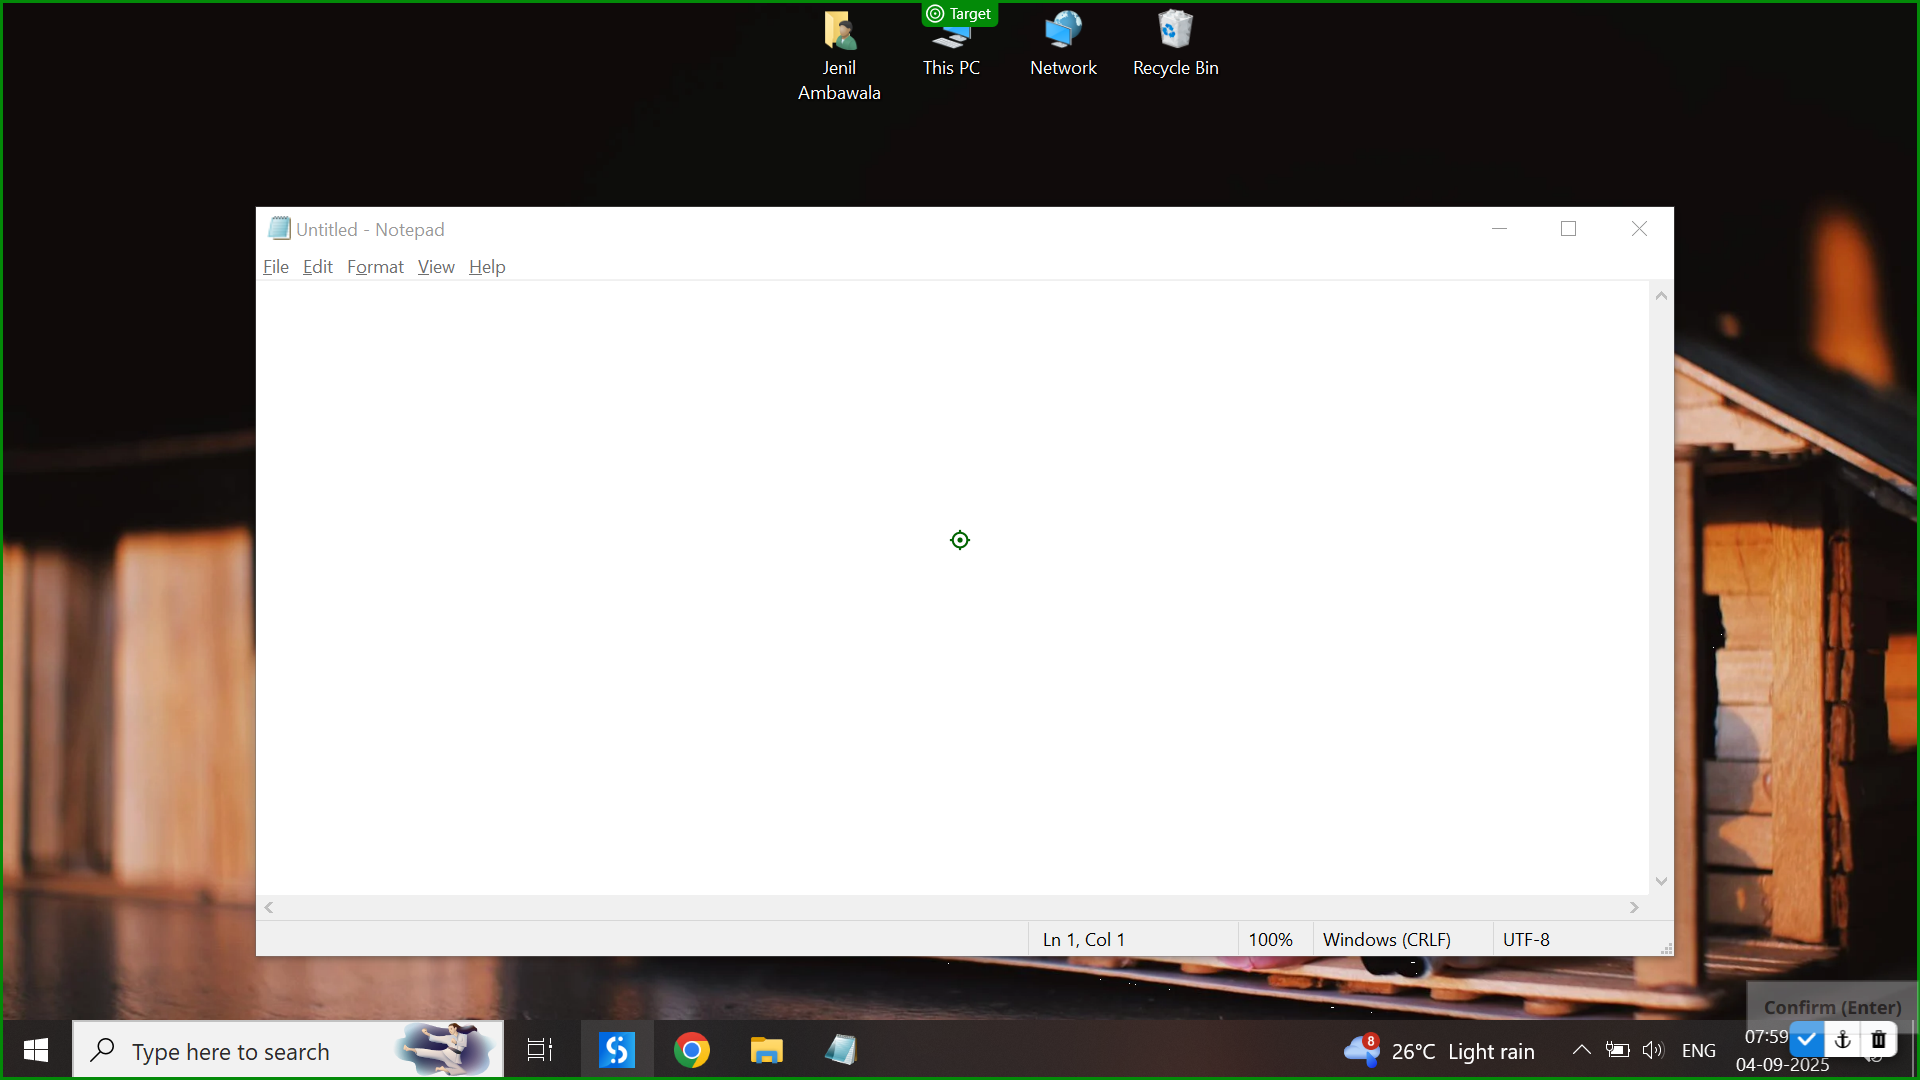 Target
Jenil
Ambawala
This PC
Network
Recycle Bin
Untitled - Notepad
File Edit Format View Help
Ln 1, Col 1
100%
Windows (CRLF)
UTF-8
Confirm (Enter)
Type here to search
8
26°C Light rain
ENG
07:59
04-09-2025